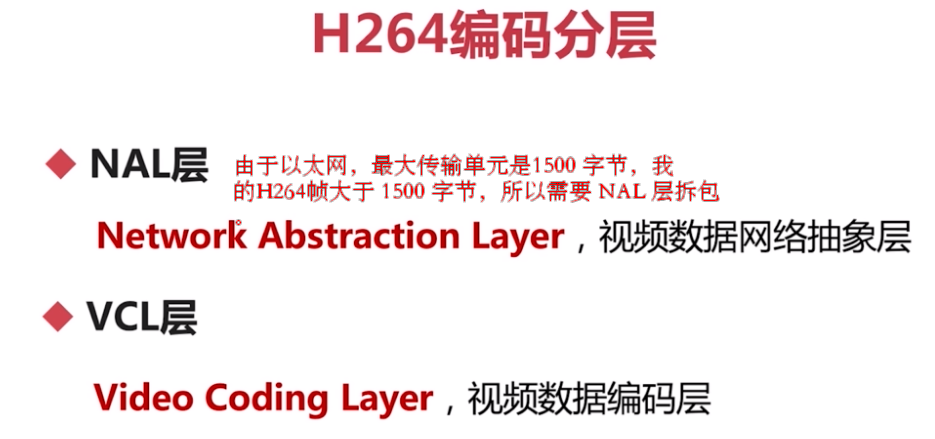 H264编码分层
NAL层
由于以太网，最大传输单元是1500 字节，我
的H264帧大于 1500 字节，所以需要 NAL 层拆包
Network Abstraction Layer，视频数据网络抽象层
VCL层
Video Coding Layer，视频数据编码层